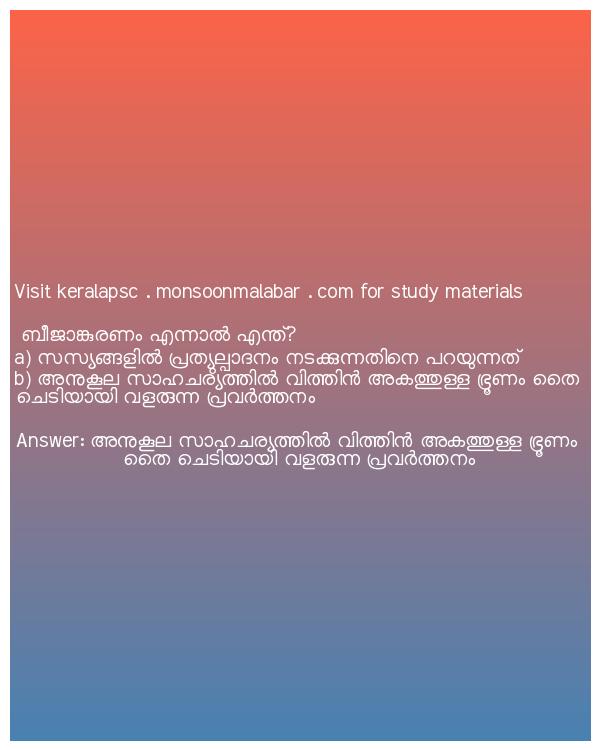 Visit keralapsc . monsoonmalabar . com for study materials
ബീജാങ്കുരണം എന്നാൽ എന്ത്?
a) സസ്യങ്ങളിൽ പ്രത്യുല്പാദനം നടക്കുന്നതിനെ പറയുന്നത്
b) അനുകൂല സാഹചര്യത്തിൽ വിത്തിൻ അകത്തുള്ള ഭ്രൂണം തൈ
ചെടിയായി വളരുന്ന പ്രവർത്തനം
Answer: അനുകൂല സാഹചര്യത്തിൽ വിത്തിൻ അകത്തുള്ള ഭ്രൂണം
തൈ ചെടിയായി വളരുന്ന പ്രവർത്തനം